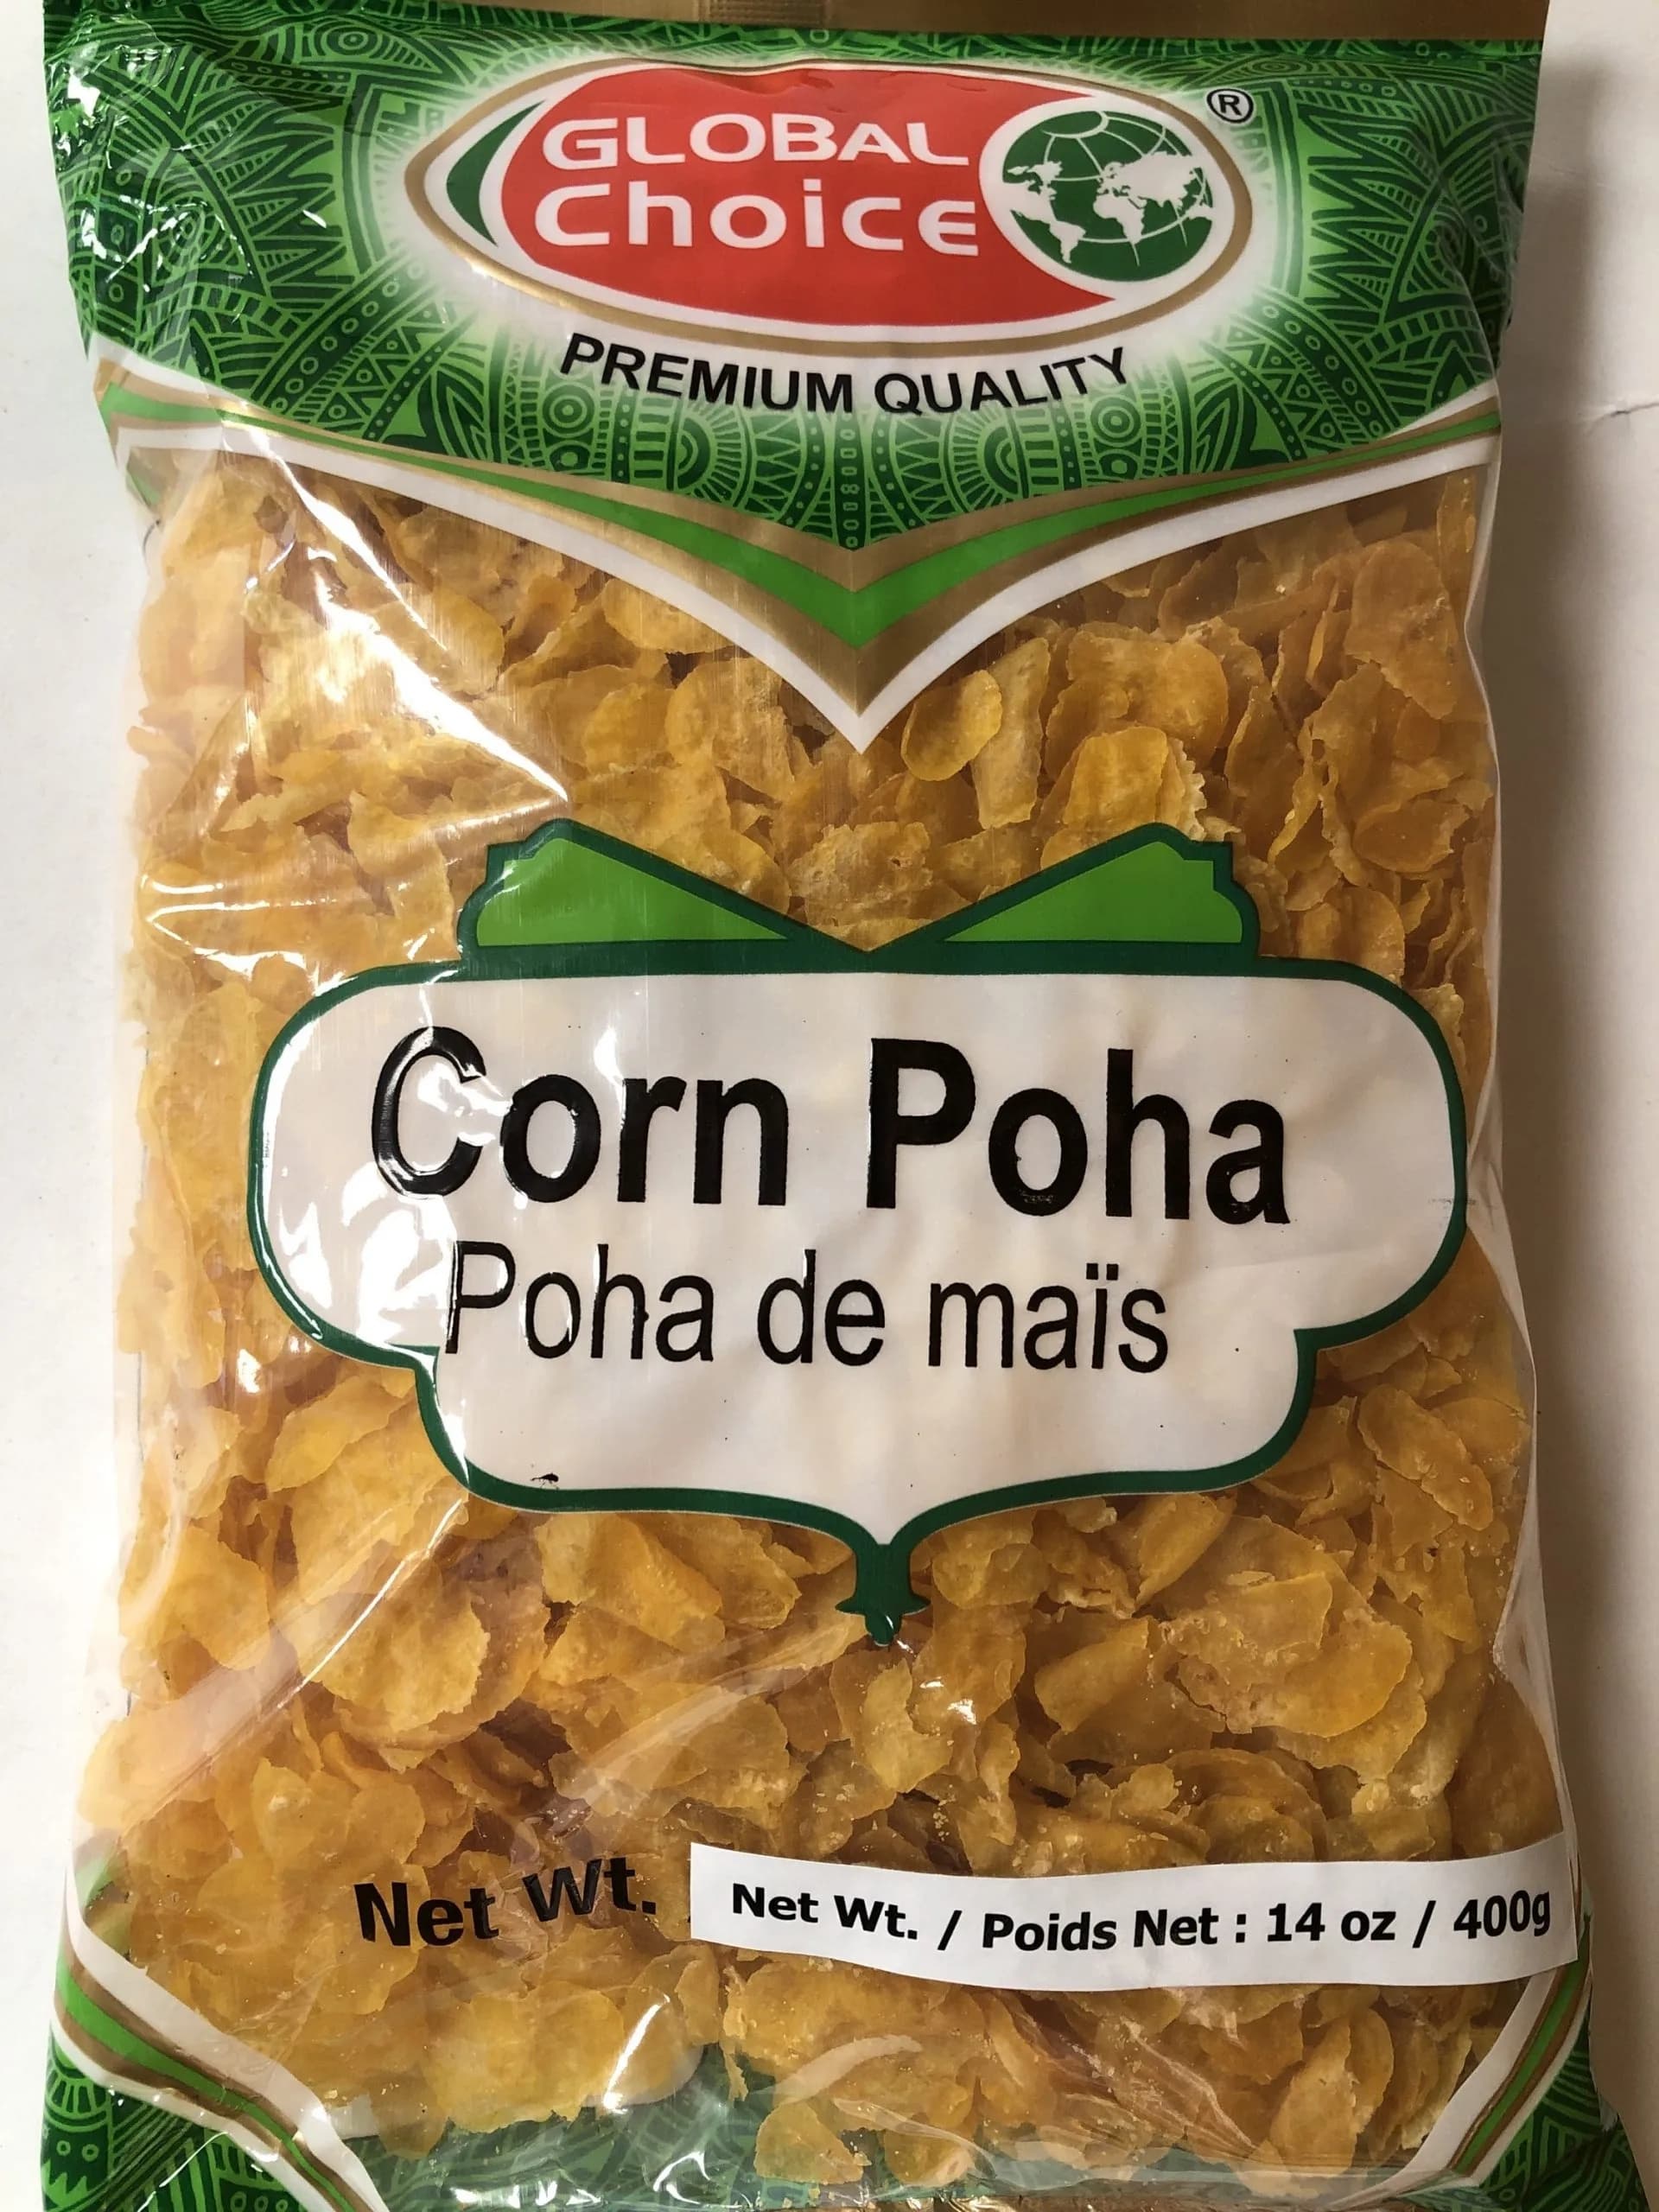 GLOBAL
Choice
®
PREMIUM QUALITY
Corn Poha
Poha de maïs
Net Wt.
Net Wt. / Poids Net : 14 oz / 400g